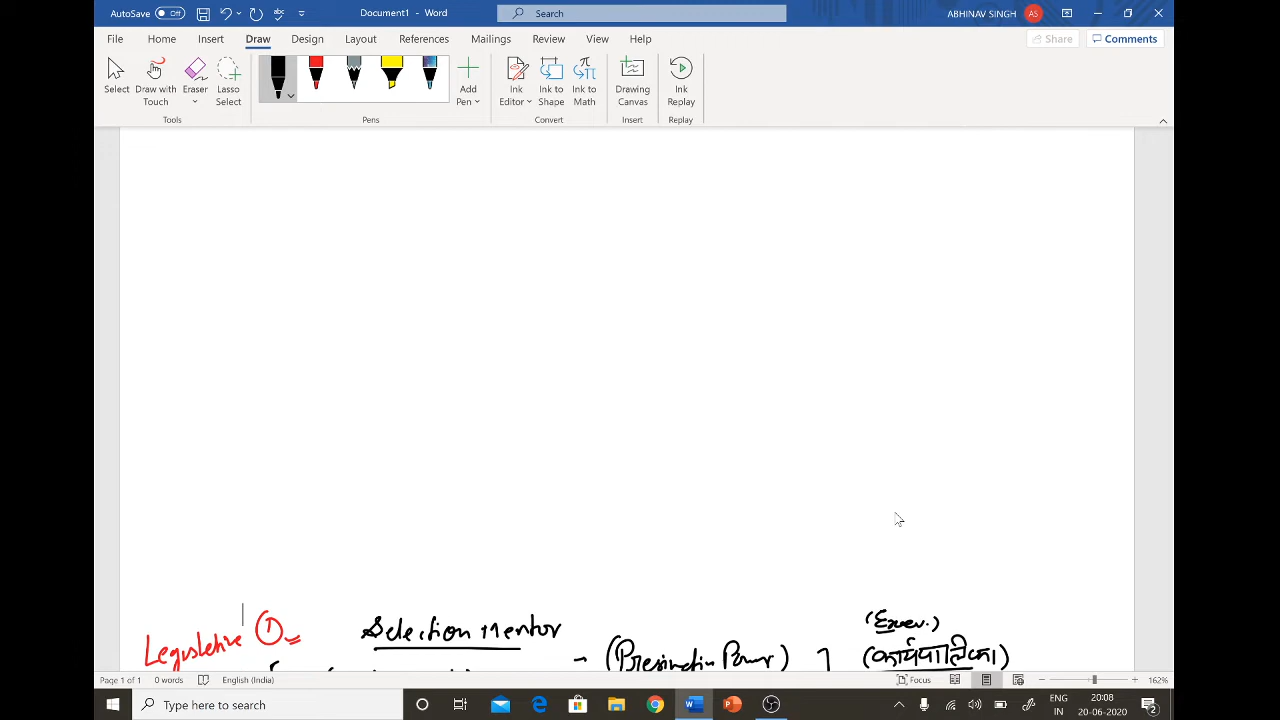 AutoSave Off Document1 - Word Search ABHINAV SINGH AS
File Home Insert Draw Design Layout References Mailings Review View Help Share Comments
Select Draw with Touch Eraser Lasso Select Add Pen Ink Editor Ink to Shape Ink to Math Drawing Canvas Ink Replay
Tools Pens Convert Insert Replay
Legislative ① Selection Mentor (Exev.)
(कार्यपालिका)
Page 1 of 1 0 words English (India) Focus 162%
Type here to search ENG IN 20:08 20-06-2020 2